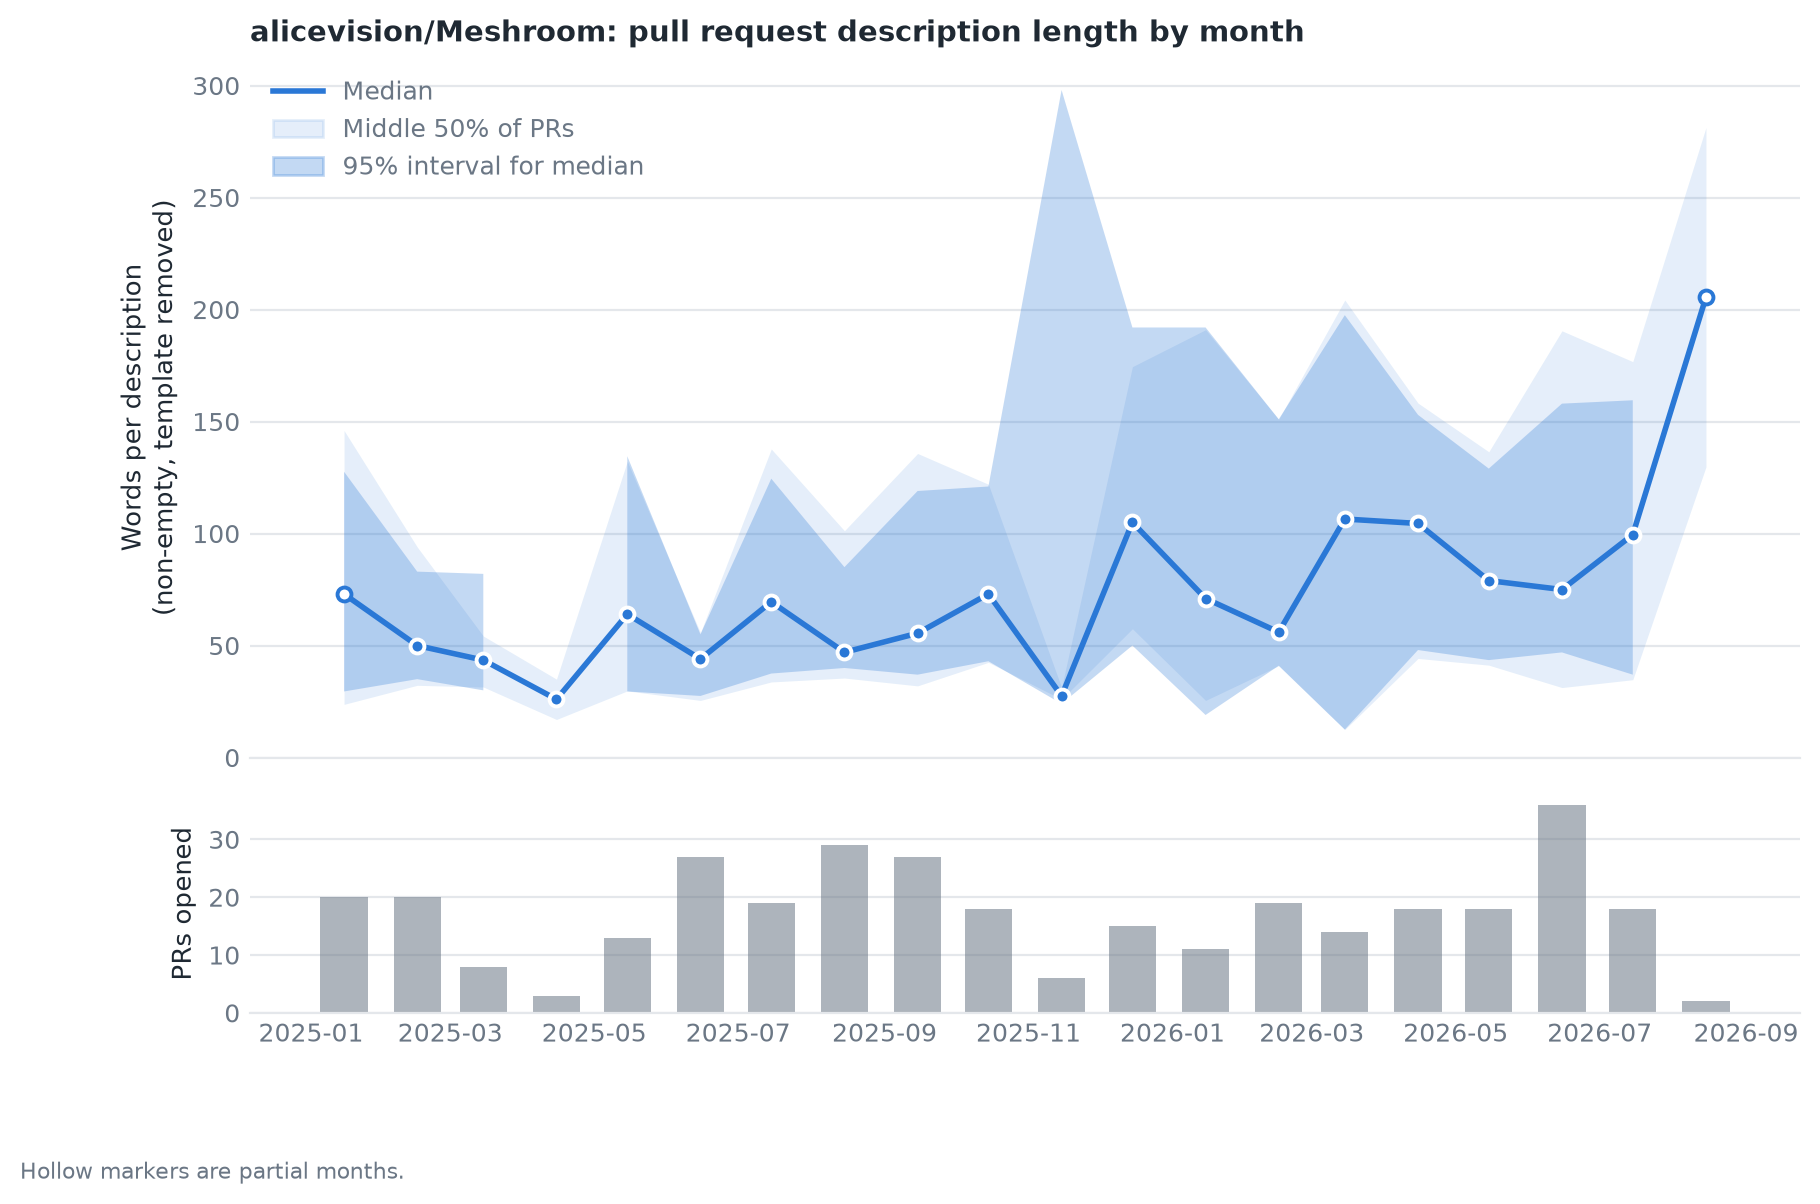 alicevision/Meshroom: pull request description length by month
300
250
200
150
100
50
0
Words per description
(non-empty, template removed)
Median
Middle 50% of PRs
95% interval for median
PRs opened
30
20
10
0
2025-01 2025-03 2025-05 2025-07 2025-09 2025-11 2026-01 2026-03 2026-05 2026-07 2026-09
Hollow markers are partial months.